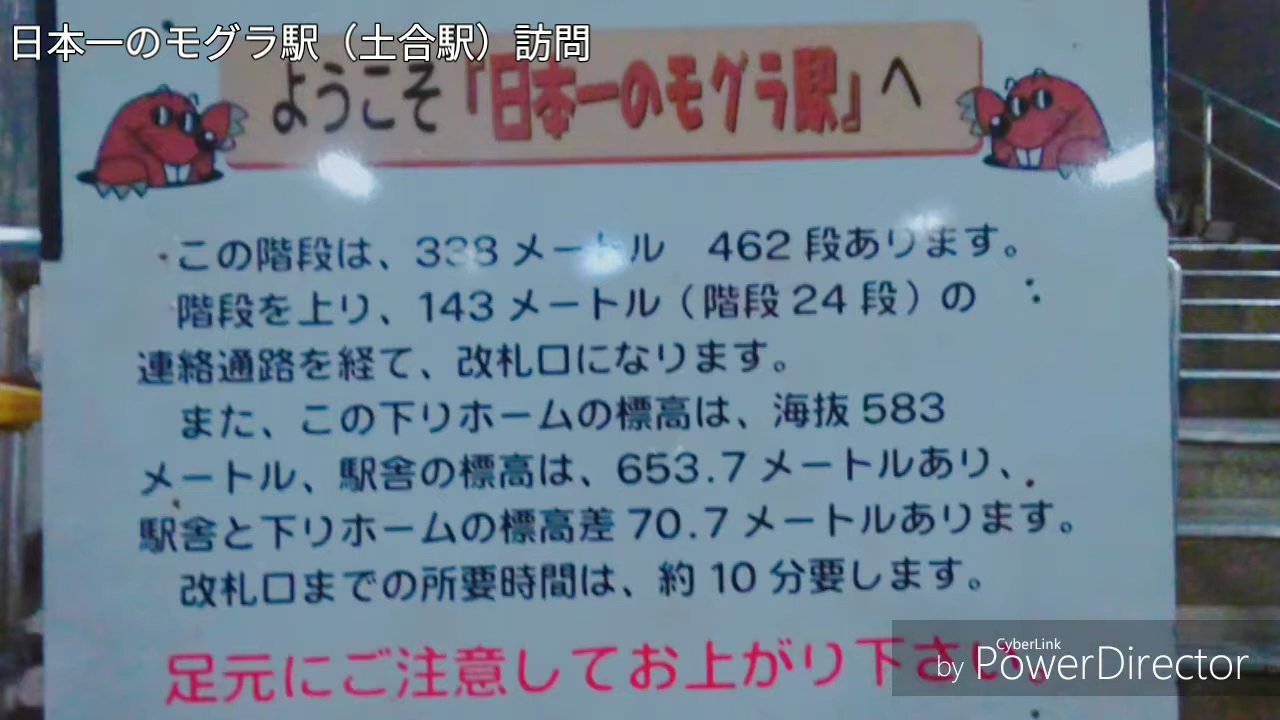 日本一のモグラ駅（土合駅）訪問
ようこそ『日本一のモグラ駅』へ
この階段は、338メートル 462段あります。
階段を上り、143メートル（階段24段）の
連絡通路を経て、改札口になります。
また、この下りホームの標高は、海抜583
メートル、駅舎の標高は、653.7メートルあり、
駅舎と下りホームの標高差70.7メートルあります。
改札口までの所要時間は、約10分要します。
足元にご注意してお上がり下さい。
CyberLink
by PowerDirector